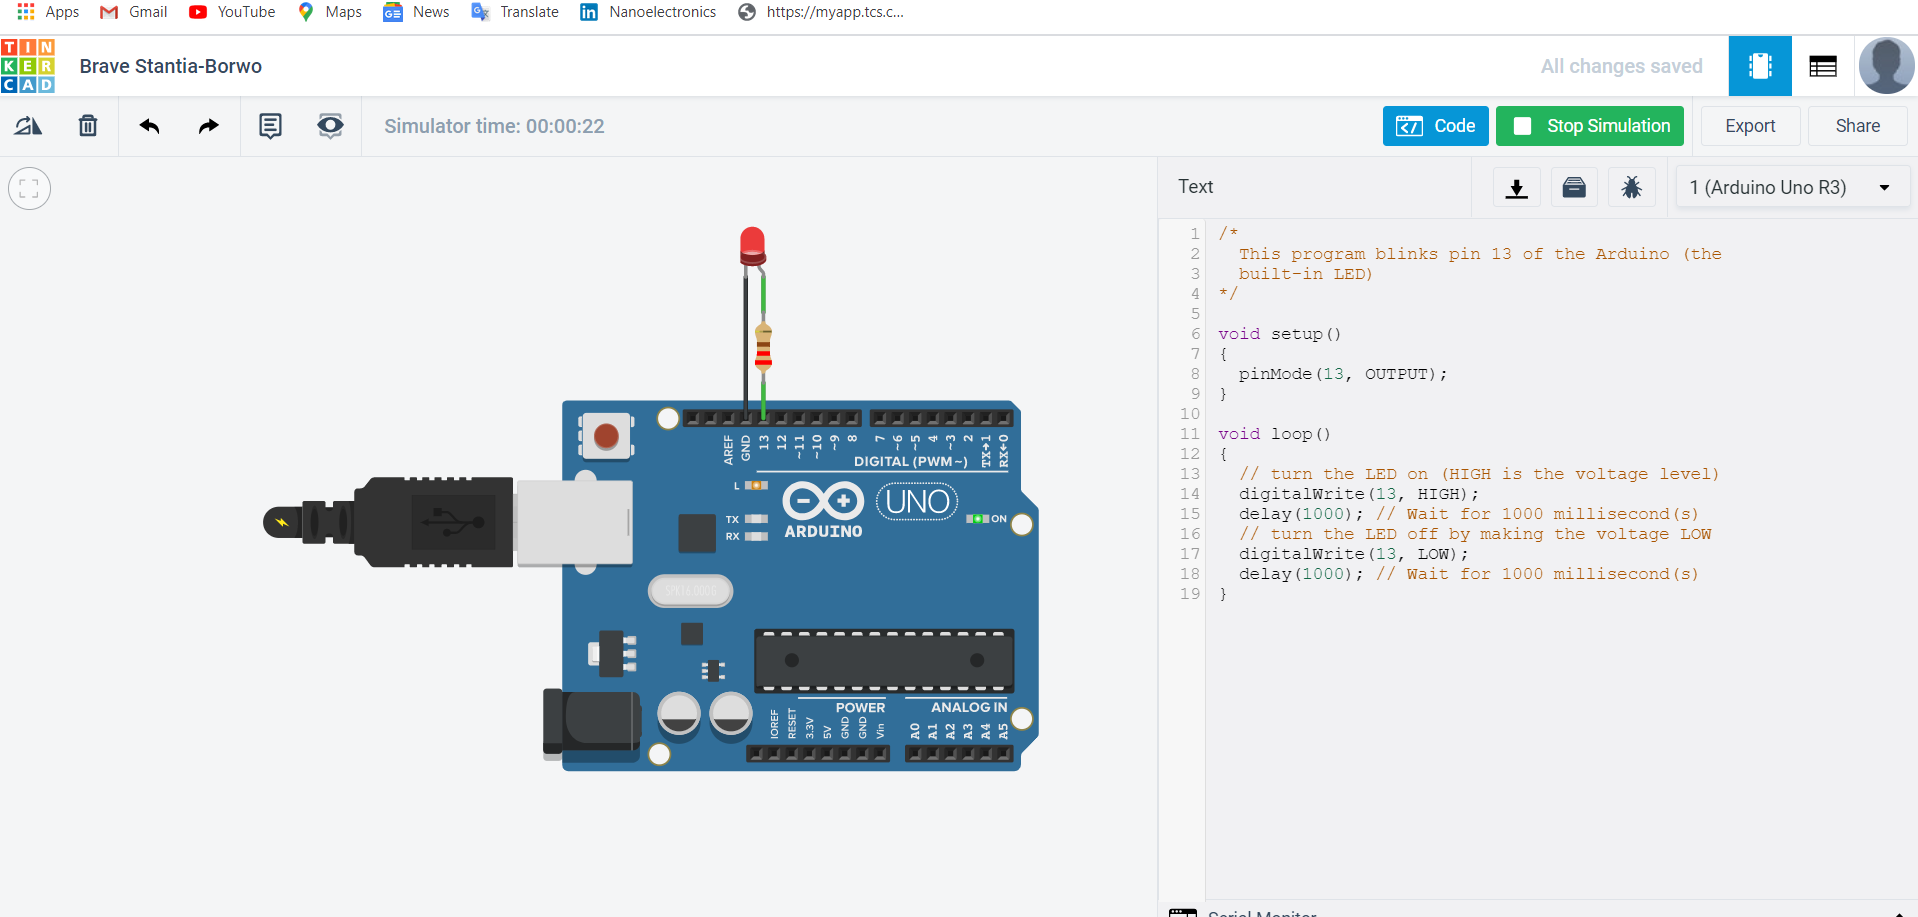 Apps Gmail YouTube Maps News Translate Nanoelectronics https://myapp.tcs.c...
TINKERCAD
Brave Stantia-Borwo
All changes saved
Simulator time: 00:00:22
Code
Stop Simulation
Export
Share
Text
1 (Arduino Uno R3)
1 /*
2 This program blinks pin 13 of the Arduino (the
3 built-in LED)
4 */
5
6 void setup()
7 {
8 pinMode(13, OUTPUT);
9 }
10
11 void loop()
12 {
13 // turn the LED on (HIGH is the voltage level)
14 digitalWrite(13, HIGH);
15 delay(1000); // Wait for 1000 millisecond(s)
16 // turn the LED off by making the voltage LOW
17 digitalWrite(13, LOW);
18 delay(1000); // Wait for 1000 millisecond(s)
19 }
AREF GND 13 12 ~11 ~10 ~9 8 7 ~6 ~5 4 ~3 2 TX→1 RX←0
DIGITAL (PWM~)
L
TX
RX
ARDUINO
UNO
ON
POWER
ANALOG IN
IOREF RESET 3.3V 5V GND GND Vin A0 A1 A2 A3 A4 A5
Serial Monitor